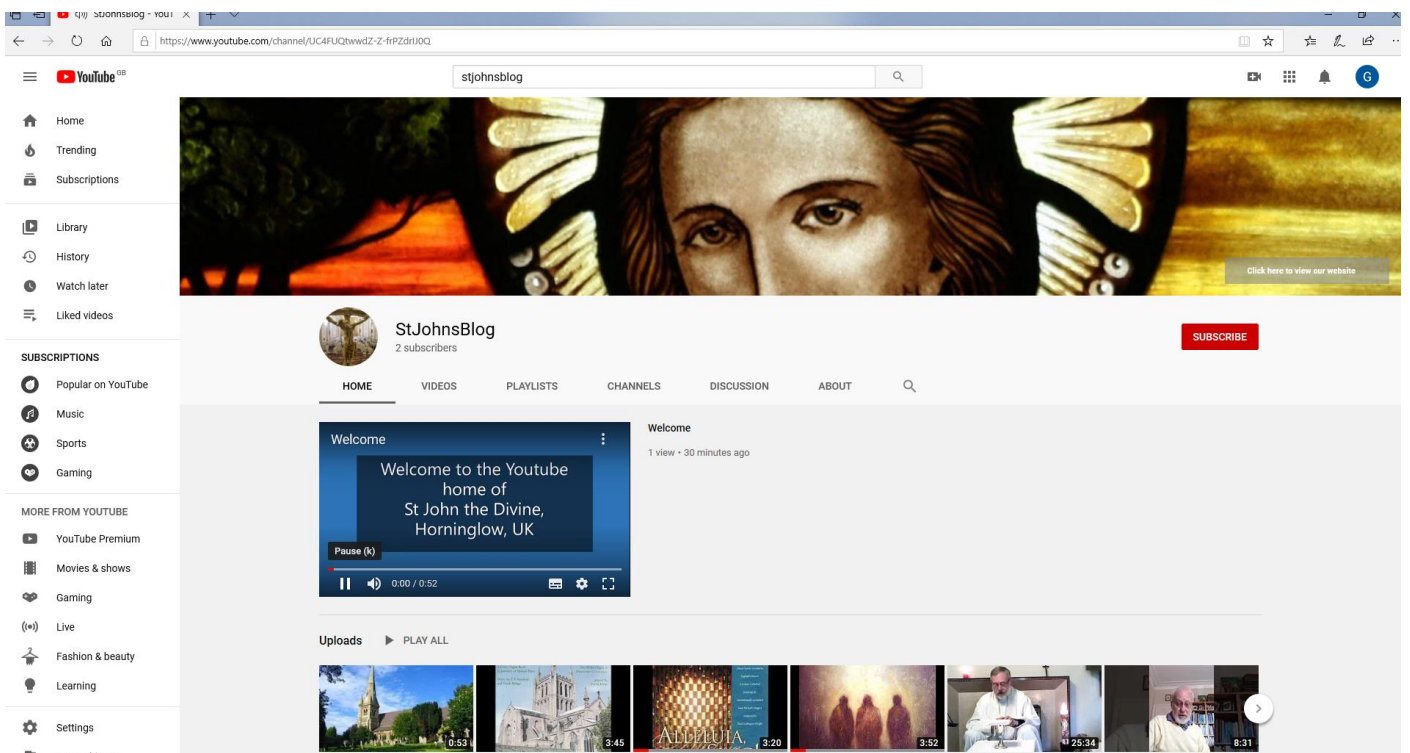 StJohnsBlog - YouT
https://www.youtube.com/channel/UC4FUQtwwdZ-Z-frPZdrIJ0Q
YouTube GB
stjohnsblog
G
Home
Trending
Subscriptions
Library
History
Watch later
Liked videos
SUBSCRIPTIONS
Popular on YouTube
Music
Sports
Gaming
MORE FROM YOUTUBE
YouTube Premium
Movies & shows
Gaming
Live
Fashion & beauty
Learning
Settings
Click here to view our website
StJohnsBlog
2 subscribers
SUBSCRIBE
HOME VIDEOS PLAYLISTS CHANNELS DISCUSSION ABOUT
Welcome
Welcome to the Youtube
home of
St John the Divine,
Horninglow, UK
Pause (k)
0:00 / 0:52
Welcome
1 view • 30 minutes ago
Uploads PLAY ALL
ALLELUIA,
0:53 3:45 3:20 3:52 25:34 8:31